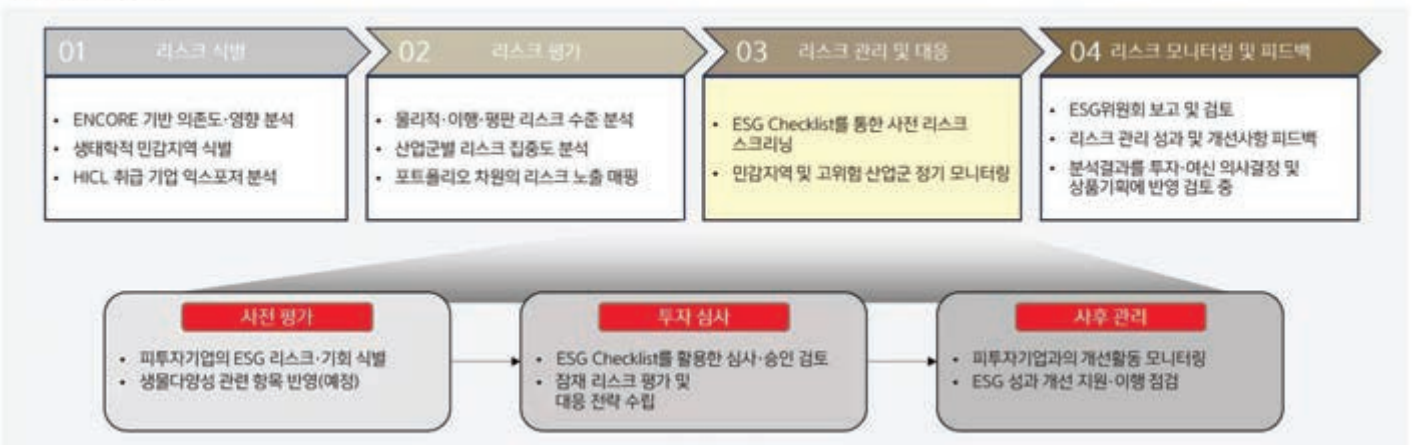 01 리스크 식별
• ENCORE 기반 의존도·영향 분석
• 생태학적 민감지역 식별
• HICL 취급 기업 익스포저 분석
02 리스크 평가
• 물리적·이행·평판 리스크 수준 분석
• 산업군별 리스크 집중도 분석
• 포트폴리오 차원의 리스크 노출 매핑
03 리스크 관리 및 대응
• ESG Checklist를 통한 사전 리스크
스크리닝
• 민감지역 및 고위험 산업군 정기 모니터링
04 리스크 모니터링 및 피드백
• ESG위원회 보고 및 검토
• 리스크 관리 성과 및 개선사항 피드백
• 분석결과를 투자·여신 의사결정 및
상품기획에 반영 검토 중
사전 평가
• 피투자기업의 ESG 리스크·기회 식별
• 생물다양성 관련 항목 반영(예정)
투자 심사
• ESG Checklist를 활용한 심사·승인 검토
• 잠재 리스크 평가 및
대응 전략 수립
사후 관리
• 피투자기업과의 개선활동 모니터링
• ESG 성과 개선 지원·이행 점검